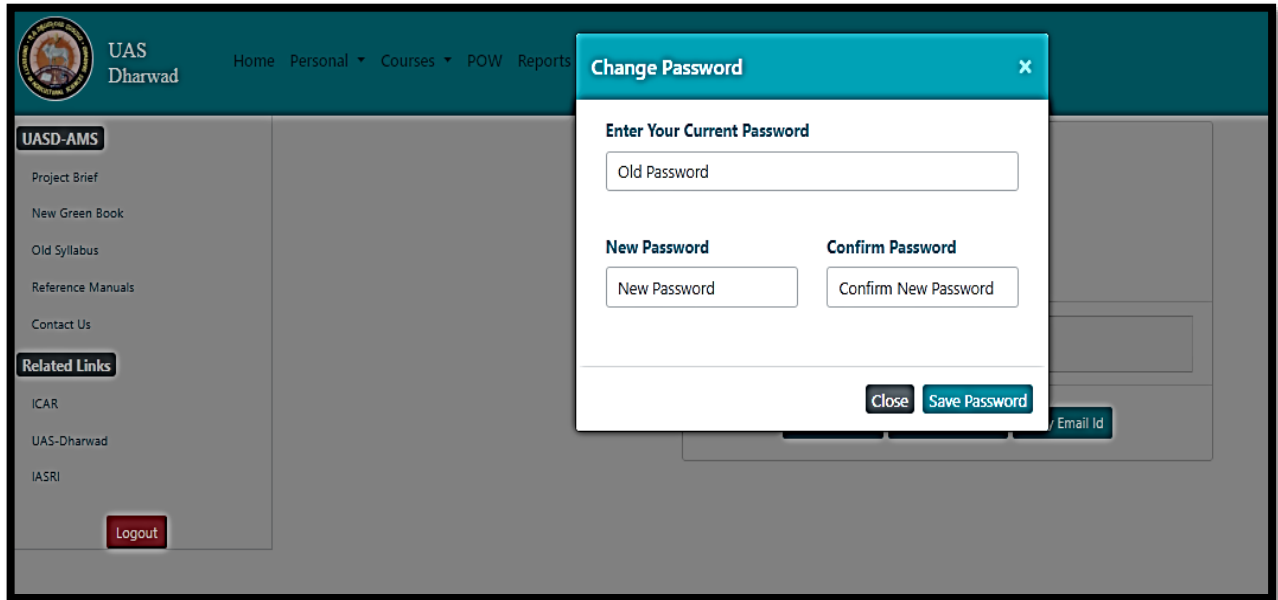 UAS
Dharwad
Home Personal Courses POW Reports
UASD-AMS
Project Brief
New Green Book
Old Syllabus
Reference Manuals
Contact Us
Related Links
ICAR
UAS-Dharwad
IASRI
Logout
Change Password ×
Enter Your Current Password
Old Password
New Password Confirm Password
New Password Confirm New Password
Close Save Password
Email Id